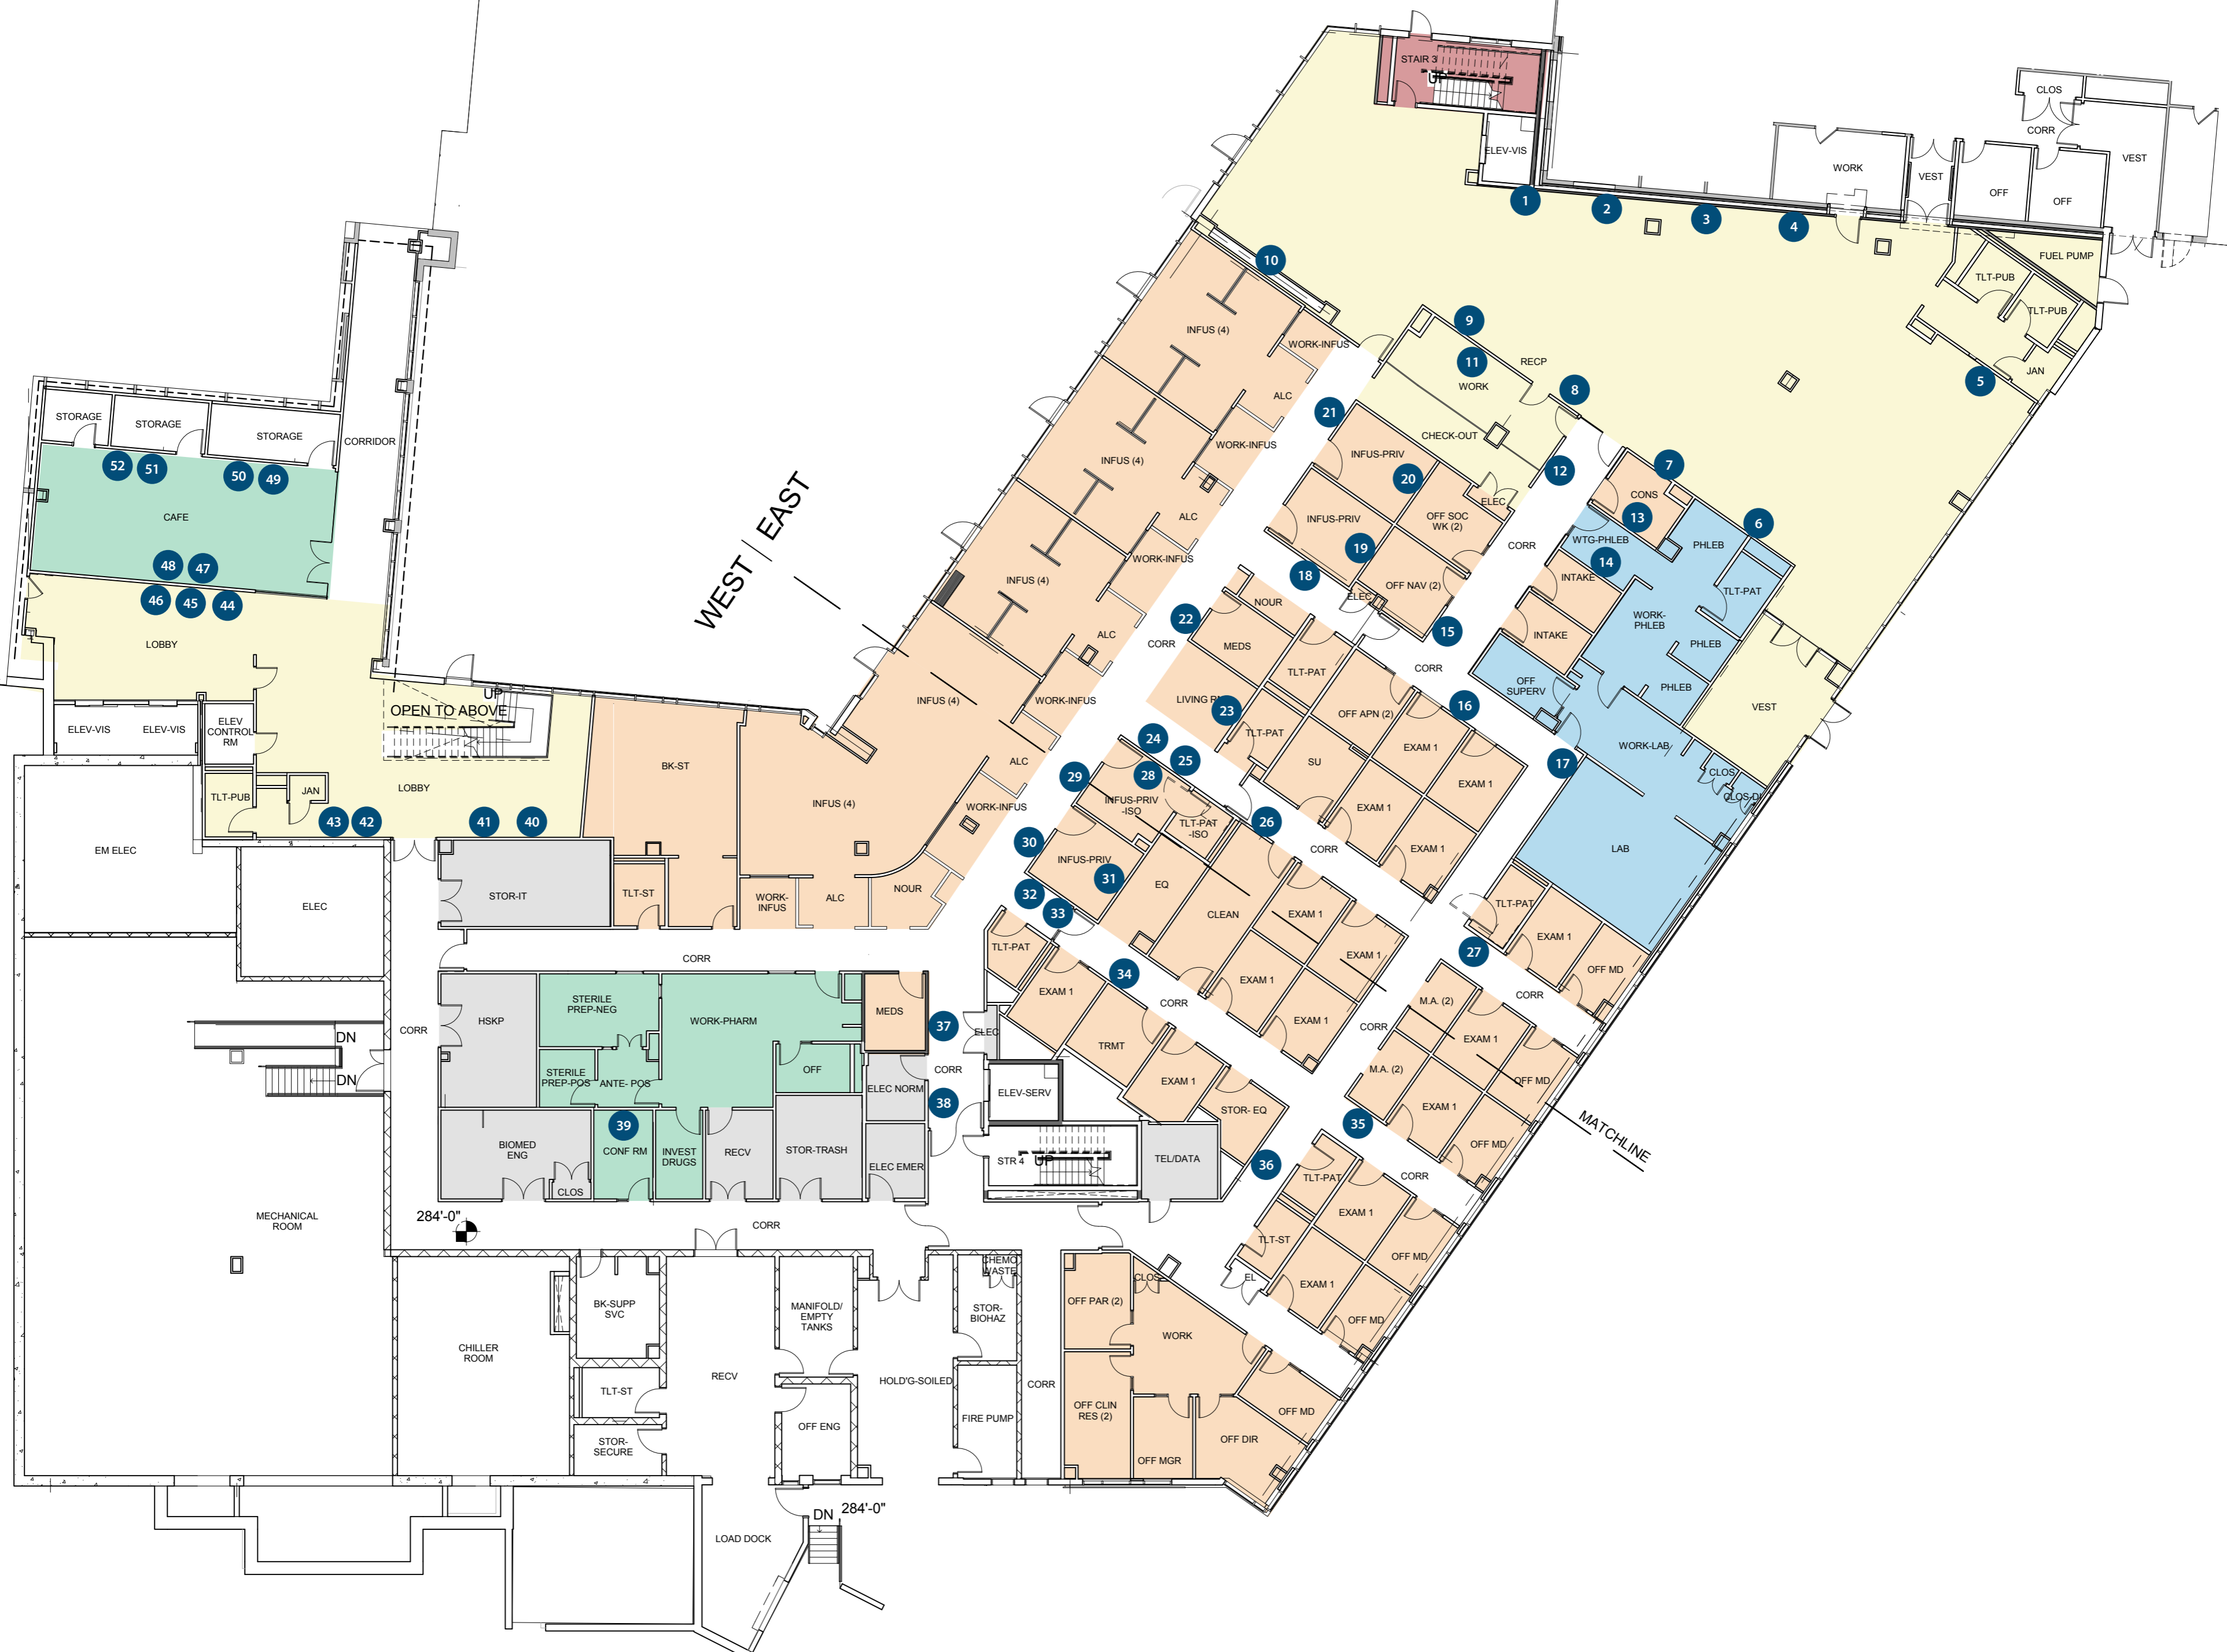 STAIR 3
UP
ELEV-VIS
CLOS
CORR
VEST
WORK
VEST
OFF
OFF
1
2
3
4
FUEL PUMP
TLT-PUB
TLT-PUB
JAN
5
10
INFUS (4)
WORK-INFUS
ALC
9
11
RECP
WORK
8
CHECK-OUT
12
21
INFUS-PRIV
20
ELEC
OFF SOC
WK (2)
INFUS-PRIV
19
18
OFF NAV (2)
ELEC
15
CORR
7
CONS
13
6
PHLEB
WTG-PHLEB
14
INTAKE
TLT-PAT
WORK-
PHLEB
INTAKE
PHLEB
PHLEB
OFF
SUPERV
VEST
WORK-LAB
17
CLOS
LAB
WORK-INFUS
INFUS (4)
ALC
WORK-INFUS
INFUS (4)
ALC
WORK-INFUS
INFUS (4)
ALC
WORK-INFUS
INFUS (4)
WEST
EAST
STORAGE
STORAGE
STORAGE
CORRIDOR
52
51
50
49
CAFE
48
47
46
45
44
LOBBY
UP
OPEN TO ABOVE
ELEV-VIS
ELEV-VIS
ELEV
CONTROL
RM
LOBBY
TLT-PUB
JAN
43
42
41
40
BK-ST
EM ELEC
ELEC
STOR-IT
TLT-ST
WORK-
INFUS
ALC
NOUR
CORR
NOUR
22
MEDS
CORR
TLT-PAT
CORR
LIVING R
23
OFF APN (2)
16
TLT-PAT
SU
EXAM 1
EXAM 1
EXAM 1
EXAM 1
24
25
29
28
INFUS-PRIV
-ISO
TLT-PAT
-ISO
26
CORR
30
INFUS-PRIV
31
EQ
32
33
CLEAN
EXAM 1
EXAM 1
EXAM 1
EXAM 1
TLT-PAT
27
EXAM 1
OFF MD
TLT-PAT
EXAM 1
34
CORR
TRMT
EXAM 1
STOR- EQ
36
CORR
M.A. (2)
CORR
EXAM 1
OFF MD
M.A. (2)
EXAM 1
OFF MD
35
MATCHLINE
TLT-PAT
CORR
EXAM 1
OFF MD
TLT-ST
EL
EXAM 1
OFF MD
HSKP
STERILE
PREP-NEG
WORK-PHARM
MEDS
37
ELEC
CORR
STERILE
PREP-POS
ANTE- POS
OFF
ELEC NORM
CORR
38
ELEV-SERV
39
BIOMED
ENG
CLOS
CONF RM
INVEST
DRUGS
RECV
STOR-TRASH
ELEC EMER
STR 4
UP
TEL/DATA
DN
DN
MECHANICAL
ROOM
284'-0"
CORR
CHILLER
ROOM
BK-SUPP
SVC
TLT-ST
STOR-
SECURE
RECV
MANIFOLD/
EMPTY
TANKS
OFF ENG
HOLD'G-SOILED
CHEMO
WASTE
STOR-
BIOHAZ
FIRE PUMP
CORR
OFF PAR (2)
CLOS
WORK
OFF CLIN
RES (2)
OFF MGR
OFF DIR
OFF MD
LOAD DOCK
DN
284'-0"